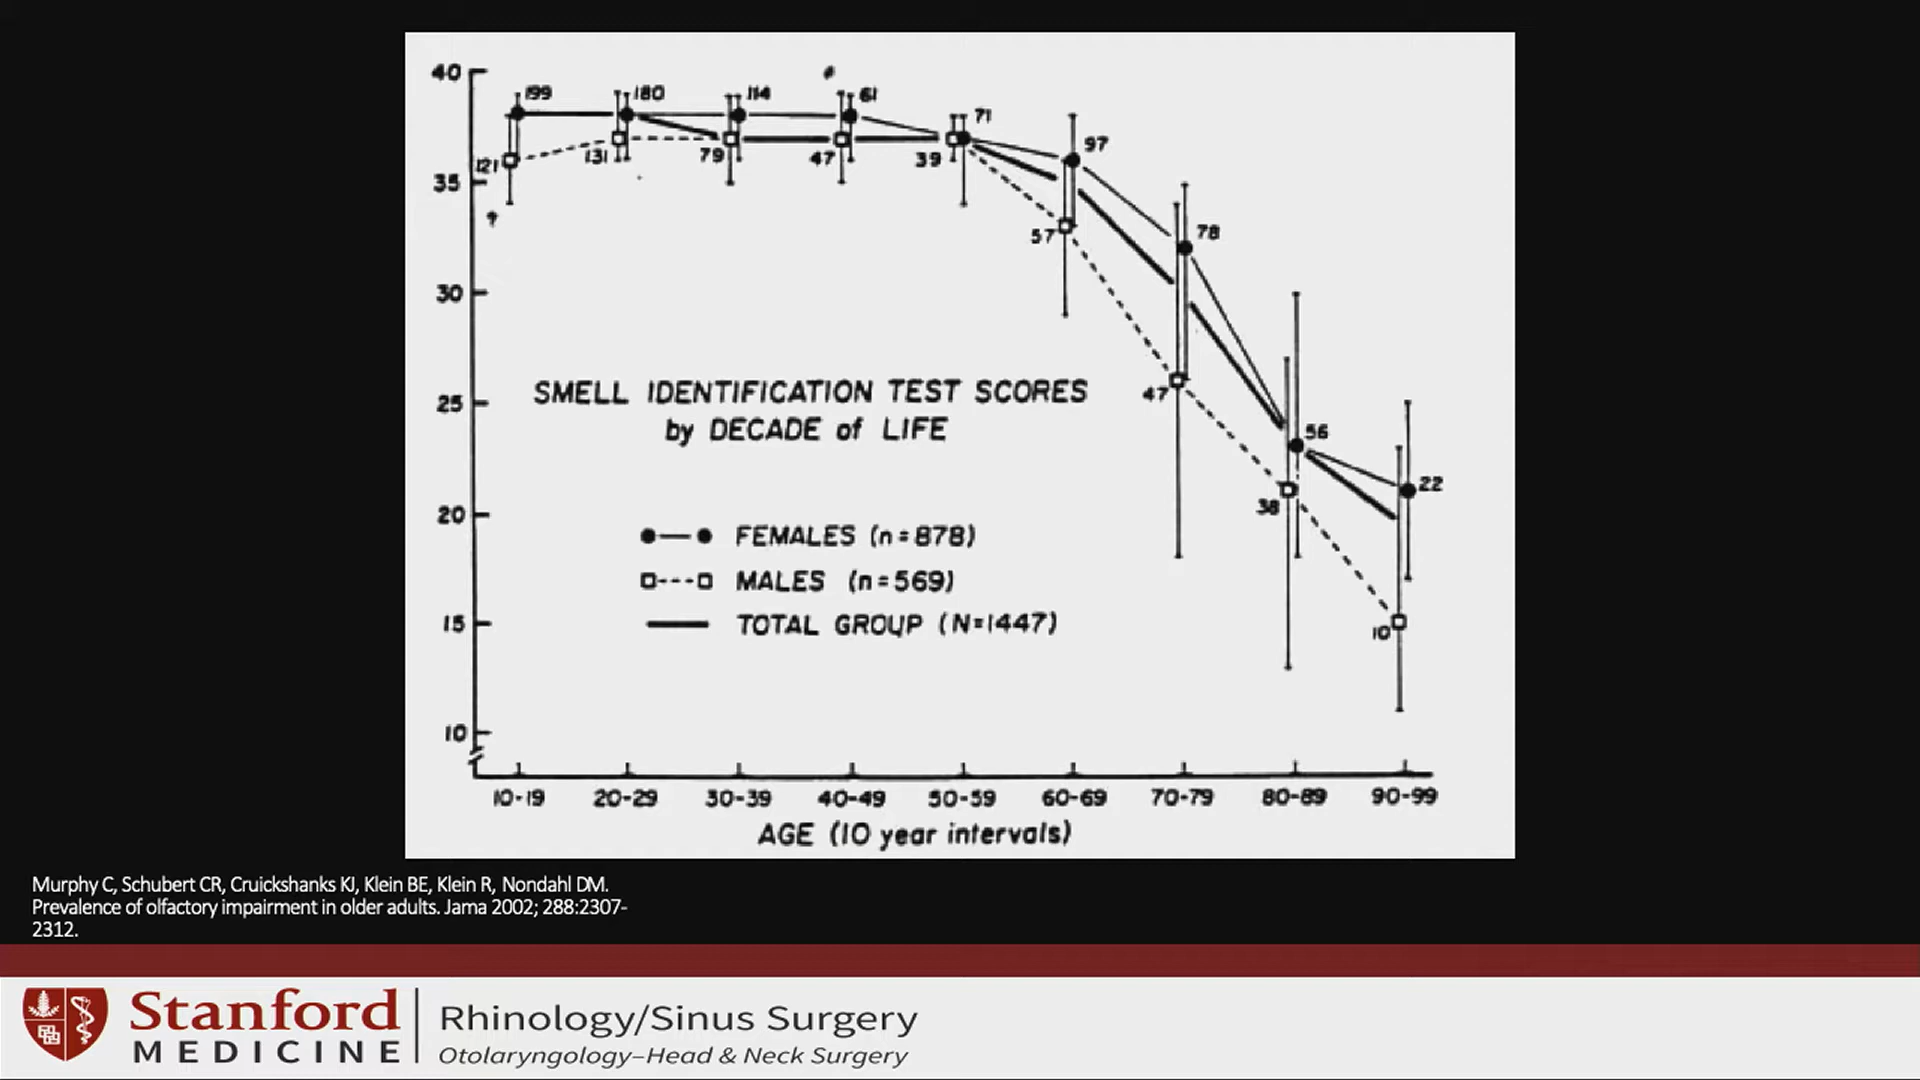 40
35
30
25
20
15
10
199
180
114
61
71
97
78
56
22
121
131
79
47
39
57
47
38
10
SMELL IDENTIFICATION TEST SCORES
by DECADE of LIFE
FEMALES (n=878)
MALES (n=569)
TOTAL GROUP (N=1447)
10-19 20-29 30-39 40-49 50-59 60-69 70-79 80-89 90-99
AGE (10 year intervals)
Murphy C, Schubert CR, Cruickshanks KJ, Klein BE, Klein R, Nondahl DM.
Prevalence of olfactory impairment in older adults. Jama 2002; 288:2307-
2312.
Stanford
MEDICINE
Rhinology/Sinus Surgery
Otolaryngology–Head & Neck Surgery